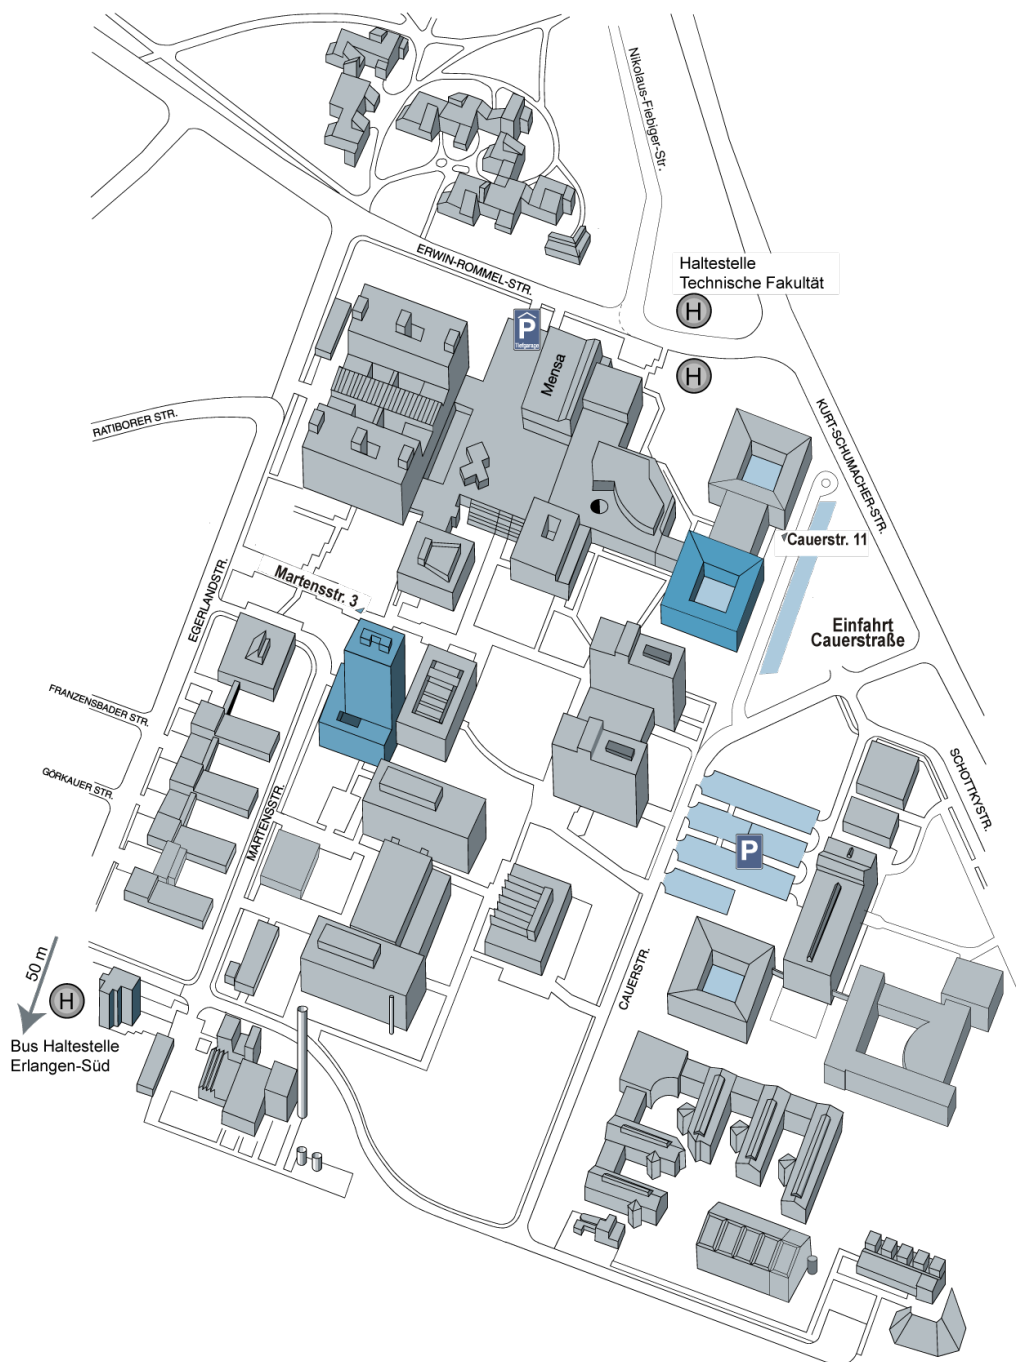 Nikolaus-Fiebiger-Str.
ERWIN-ROMMEL-STR.
Haltestelle
Technische Fakultät
H
P
Tiefgarage
Mensa
H
RATIBORER STR.
KURT-SCHUMACHER-STR.
Cauerstr. 11
Martensstr. 3
EGERLANDSTR.
Einfahrt
Cauerstraße
FRANZENSBADER STR.
GÖRKAUER STR.
MARTENSSTR.
SCHOTTKYSTR.
P
CAUERSTR.
50 m
H
Bus Haltestelle
Erlangen-Süd